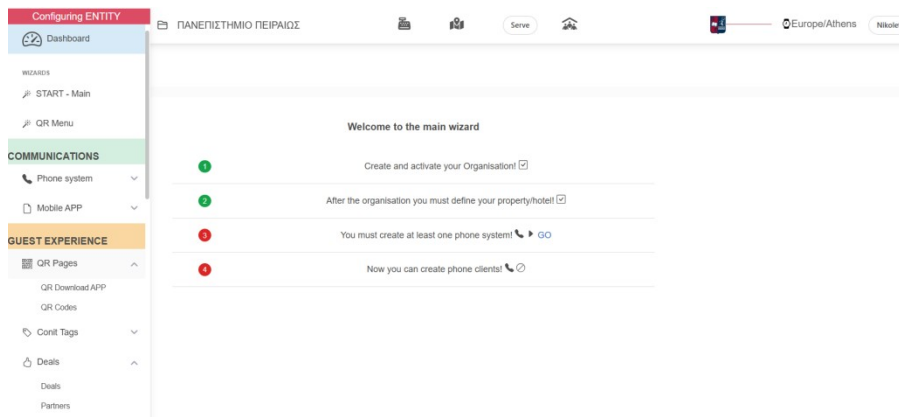 Configuring ENTITY
Dashboard
WIZARDS
START - Main
QR Menu
COMMUNICATIONS
Phone system
Mobile APP
GUEST EXPERIENCE
QR Pages
QR Download APP
QR Codes
Conit Tags
Deals
Deals
Partners
ΠΑΝΕΠΙΣΤΗΜΙΟ ΠΕΙΡΑΙΩΣ
Serve
Europe/Athens
Nikole
Welcome to the main wizard
1 Create and activate your Organisation!
2 After the organisation you must define your property/hotel!
3 You must create at least one phone system! GO
4 Now you can create phone clients!